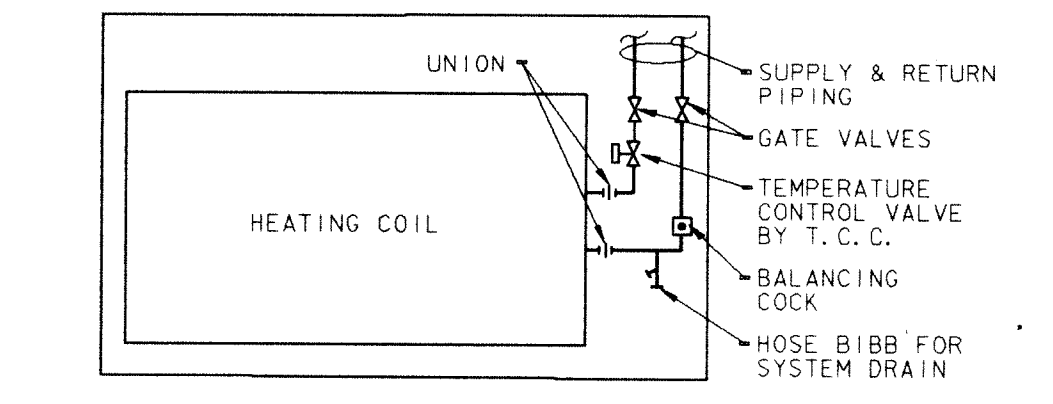 UNION
SUPPLY & RETURN
PIPING
GATE VALVES
HEATING COIL
TEMPERATURE
CONTROL VALVE
BY T.C.C.
BALANCING
COCK
HOSE BIBB FOR
SYSTEM DRAIN